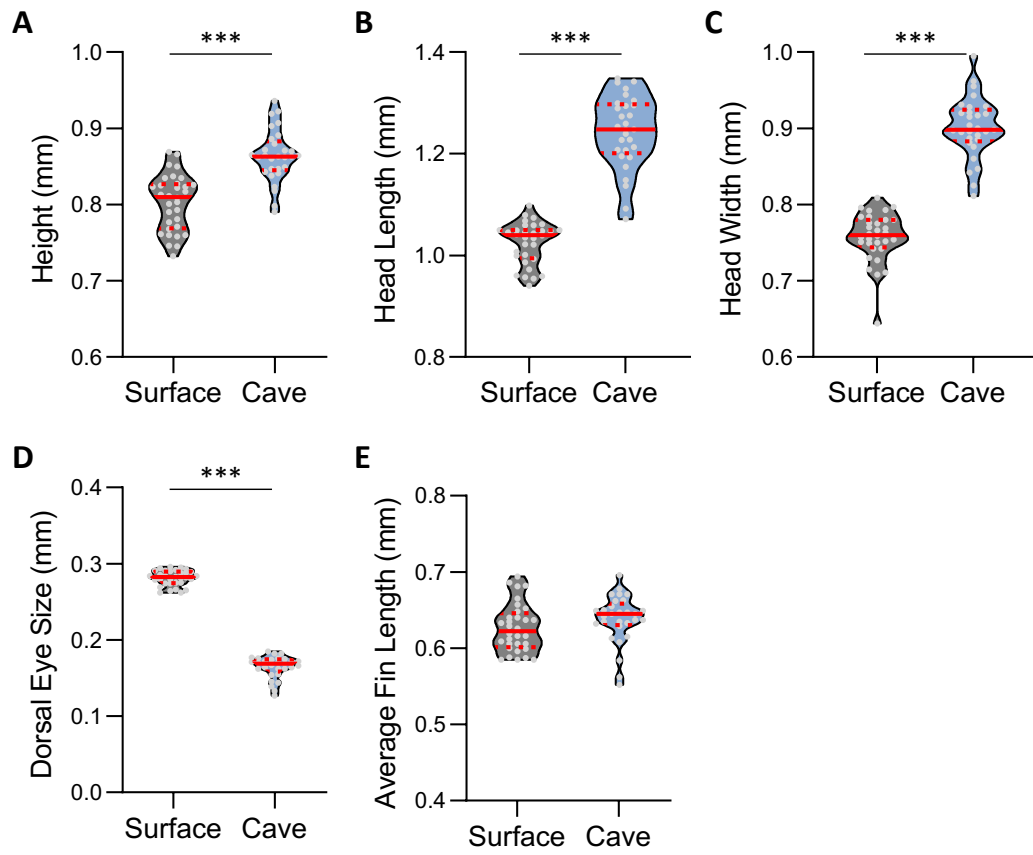 A
***
Height (mm)
1.0
0.9
0.8
0.7
0.6
Surface Cave
B
***
Head Length (mm)
1.4
1.2
1.0
0.8
Surface Cave
C
***
Head Width (mm)
1.0
0.9
0.8
0.7
0.6
Surface Cave
D
***
Dorsal Eye Size (mm)
0.4
0.3
0.2
0.1
0.0
Surface Cave
E
Average Fin Length (mm)
0.8
0.7
0.6
0.5
0.4
Surface Cave